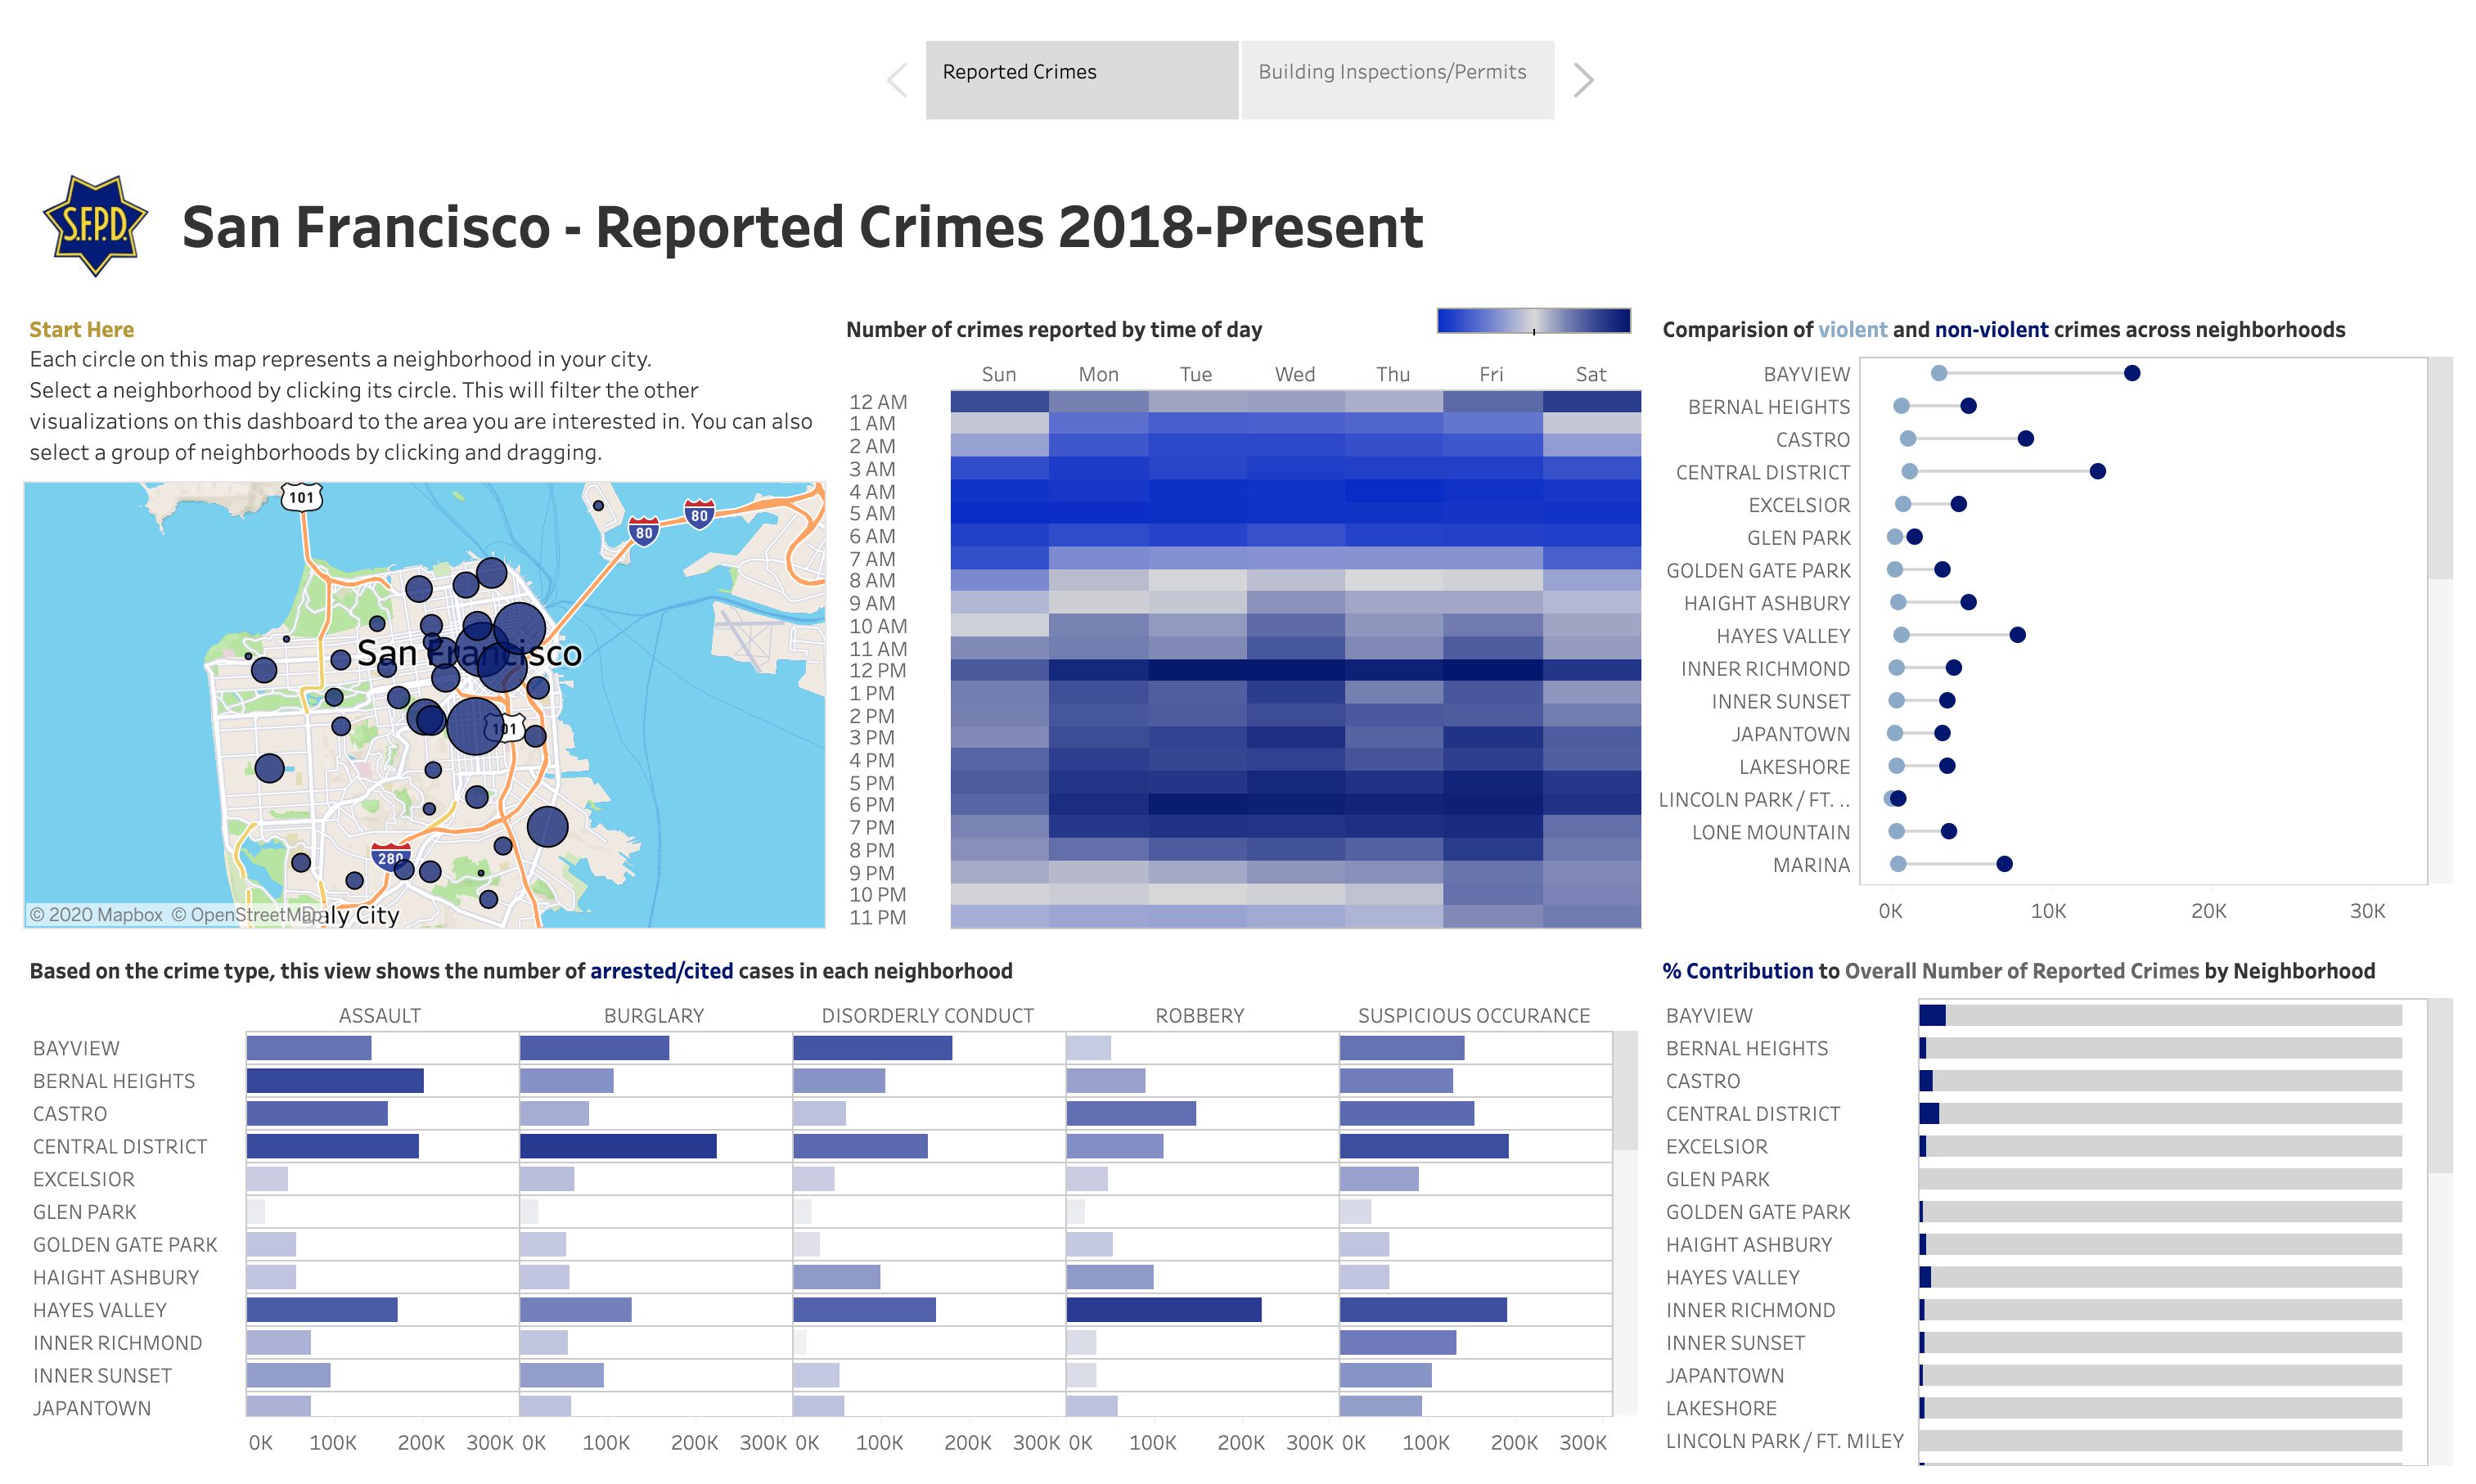 Reported Crimes
Building Inspections/Permits
S.F.P.D.
San Francisco - Reported Crimes 2018-Present
Start Here
Each circle on this map represents a neighborhood in your city.
Select a neighborhood by clicking its circle. This will filter the other
visualizations on this dashboard to the area you are interested in. You can also
select a group of neighborhoods by clicking and dragging.
101
80
80
San Francisco
101
280
© 2020 Mapbox © OpenStreetMap
Daly City
Number of crimes reported by time of day
Sun Mon Tue Wed Thu Fri Sat
12 AM
1 AM
2 AM
3 AM
4 AM
5 AM
6 AM
7 AM
8 AM
9 AM
10 AM
11 AM
12 PM
1 PM
2 PM
3 PM
4 PM
5 PM
6 PM
7 PM
8 PM
9 PM
10 PM
11 PM
Comparision of violent and non-violent crimes across neighborhoods
BAYVIEW
BERNAL HEIGHTS
CASTRO
CENTRAL DISTRICT
EXCELSIOR
GLEN PARK
GOLDEN GATE PARK
HAIGHT ASHBURY
HAYES VALLEY
INNER RICHMOND
INNER SUNSET
JAPANTOWN
LAKESHORE
LINCOLN PARK / FT. ..
LONE MOUNTAIN
MARINA
0K 10K 20K 30K
Based on the crime type, this view shows the number of arrested/cited cases in each neighborhood
ASSAULT BURGLARY DISORDERLY CONDUCT ROBBERY SUSPICIOUS OCCURANCE
BAYVIEW
BERNAL HEIGHTS
CASTRO
CENTRAL DISTRICT
EXCELSIOR
GLEN PARK
GOLDEN GATE PARK
HAIGHT ASHBURY
HAYES VALLEY
INNER RICHMOND
INNER SUNSET
JAPANTOWN
0K 100K 200K 300K 0K 100K 200K 300K 0K 100K 200K 300K 0K 100K 200K 300K 0K 100K 200K 300K
% Contribution to Overall Number of Reported Crimes by Neighborhood
BAYVIEW
BERNAL HEIGHTS
CASTRO
CENTRAL DISTRICT
EXCELSIOR
GLEN PARK
GOLDEN GATE PARK
HAIGHT ASHBURY
HAYES VALLEY
INNER RICHMOND
INNER SUNSET
JAPANTOWN
LAKESHORE
LINCOLN PARK / FT. MILEY